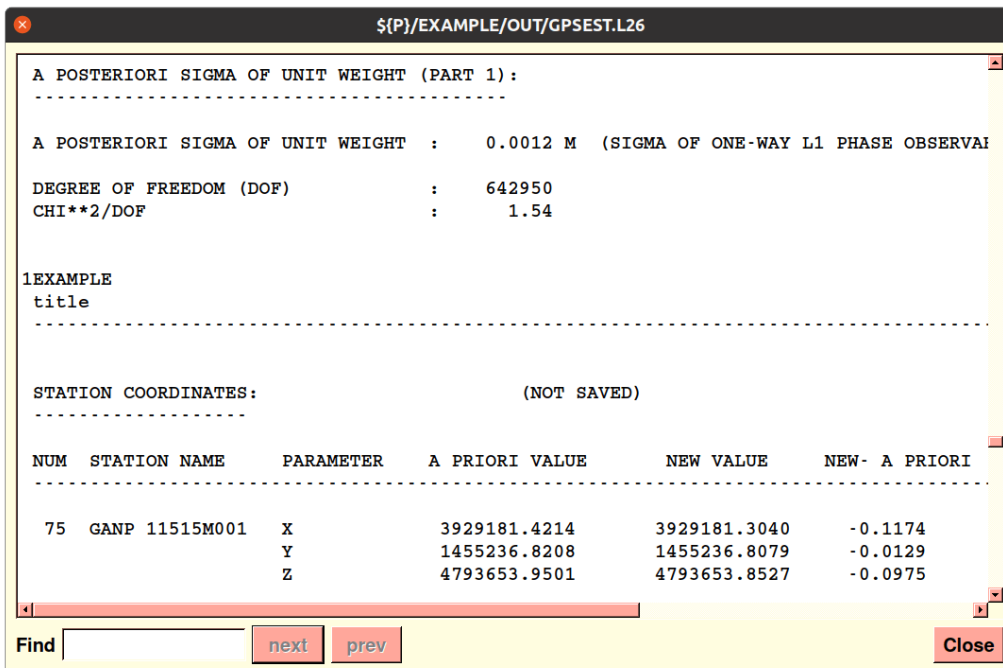 ${P}/EXAMPLE/OUT/GPSEST.L26
A POSTERIORI SIGMA OF UNIT WEIGHT (PART 1):
-------------------------------------------
A POSTERIORI SIGMA OF UNIT WEIGHT : 0.0012 M (SIGMA OF ONE-WAY L1 PHASE OBSERVAB
DEGREE OF FREEDOM (DOF) : 642950
CHI**2/DOF : 1.54
1EXAMPLE
title
-------------------------------------------------------------------------------------
STATION COORDINATES: (NOT SAVED)
-------------------
NUM STATION NAME PARAMETER A PRIORI VALUE NEW VALUE NEW- A PRIORI
-------------------------------------------------------------------------------------
75 GANP 11515M001 X 3929181.4214 3929181.3040 -0.1174
Y 1455236.8208 1455236.8079 -0.0129
Z 4793653.9501 4793653.8527 -0.0975
Find next prev Close